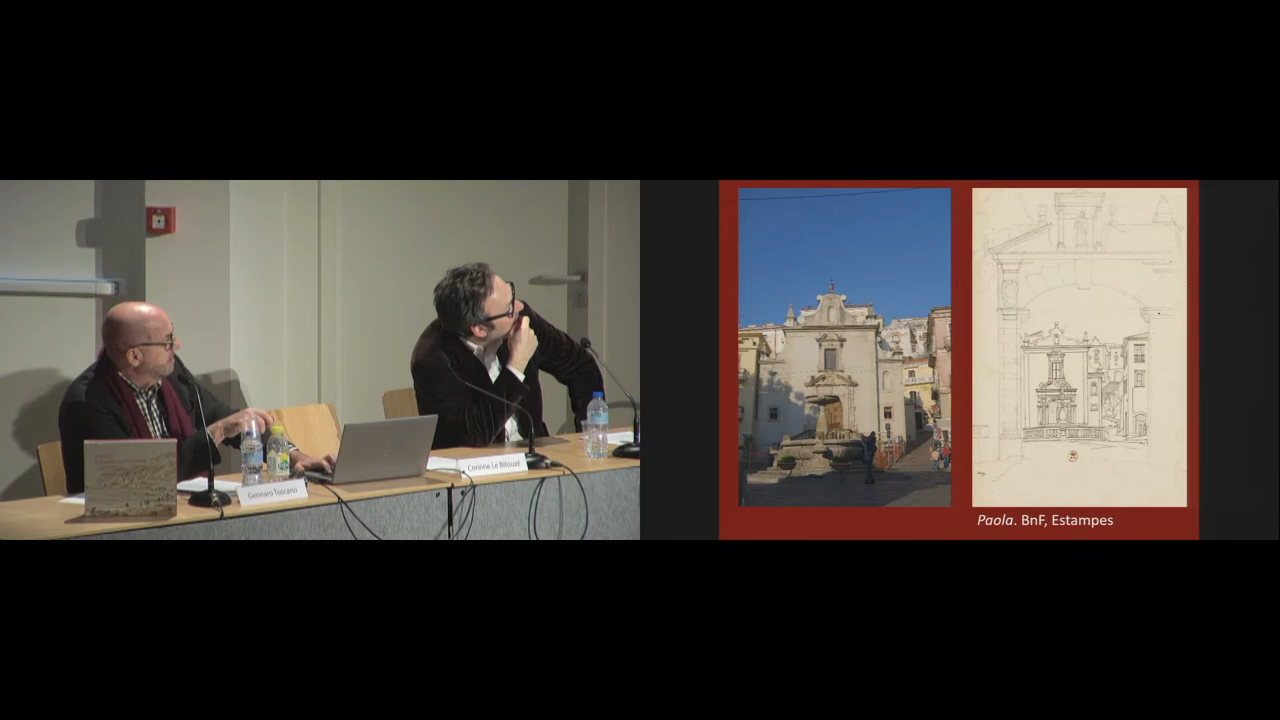 Gennaro Toscano
Corinne Le Bitouzé
Paola. BnF, Estampes